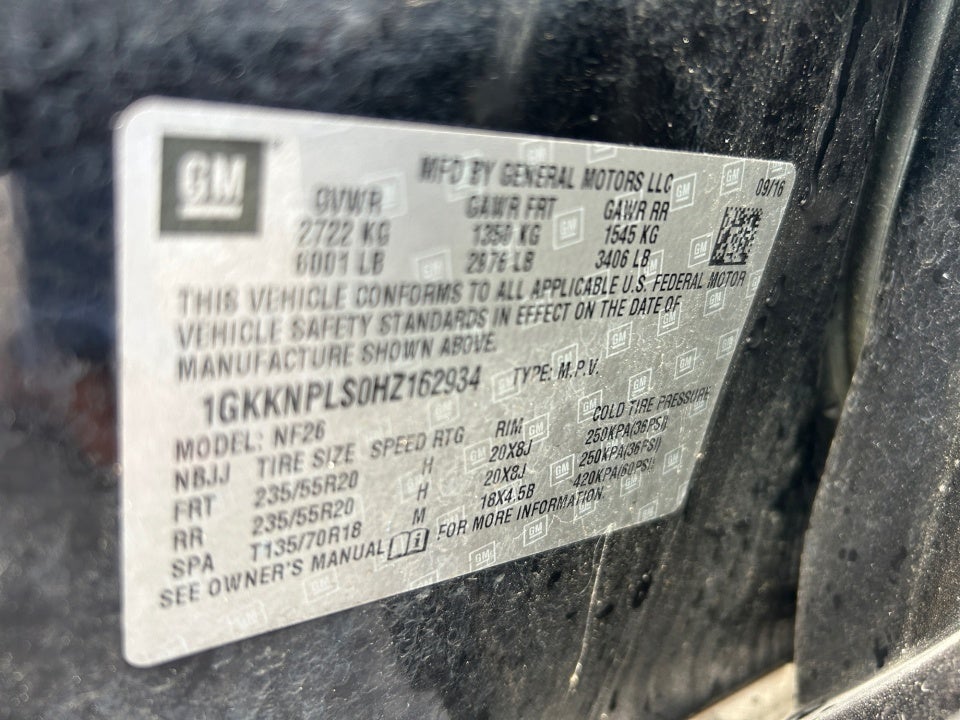 GM
MFD BY GENERAL MOTORS LLC 09/16
GVWR GAWR FRT GAWR RR
2722 KG 1350 KG 1545 KG
6001 LB 2976 LB 3406 LB
THIS VEHICLE CONFORMS TO ALL APPLICABLE U.S. FEDERAL MOTOR
VEHICLE SAFETY STANDARDS IN EFFECT ON THE DATE OF
MANUFACTURE SHOWN ABOVE.
1GKKNPLS0HZ162934 TYPE: M.P.V.
MODEL: NF26
NBJJ TIRE SIZE SPEED RTG RIM COLD TIRE PRESSURE
FRT 235/55R20 H 20X8J 250KPA(36PSI)
RR 235/55R20 H 20X8J 250KPA(36PSI)
SPA T135/70R18 M 18X4.5B 420KPA(60PSI)
SEE OWNER'S MANUAL FOR MORE INFORMATION.